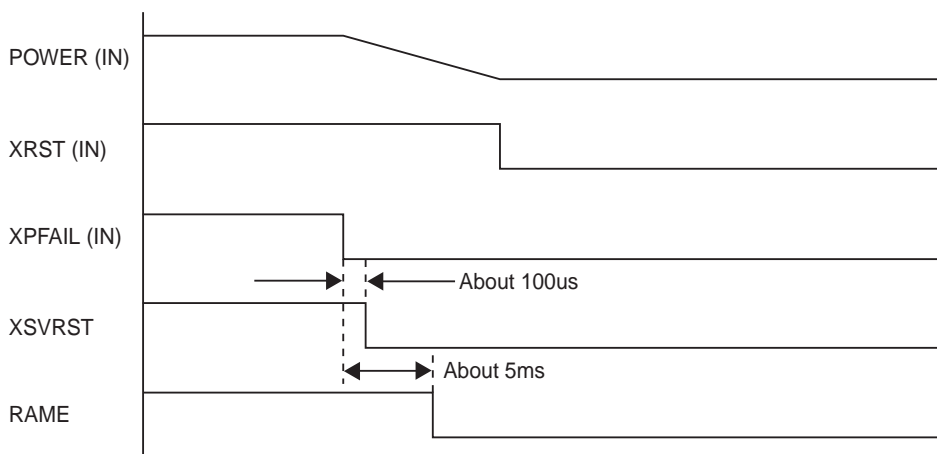 POWER (IN)
XRST (IN)
XPFAIL (IN)
About 100us
XSVRST
About 5ms
RAME